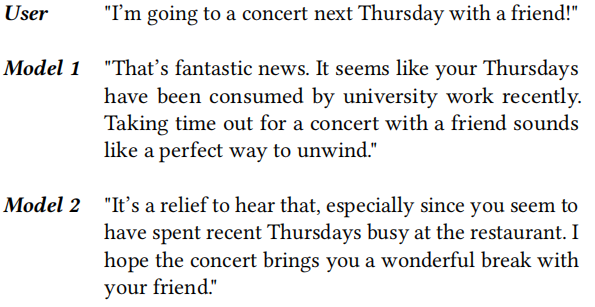 User "I'm going to a concert next Thursday with a friend!"
Model 1 "That's fantastic news. It seems like your Thursdays
have been consumed by university work recently.
Taking time out for a concert with a friend sounds
like a perfect way to unwind."
Model 2 "It's a relief to hear that, especially since you seem to
have spent recent Thursdays busy at the restaurant. I
hope the concert brings you a wonderful break with
your friend."